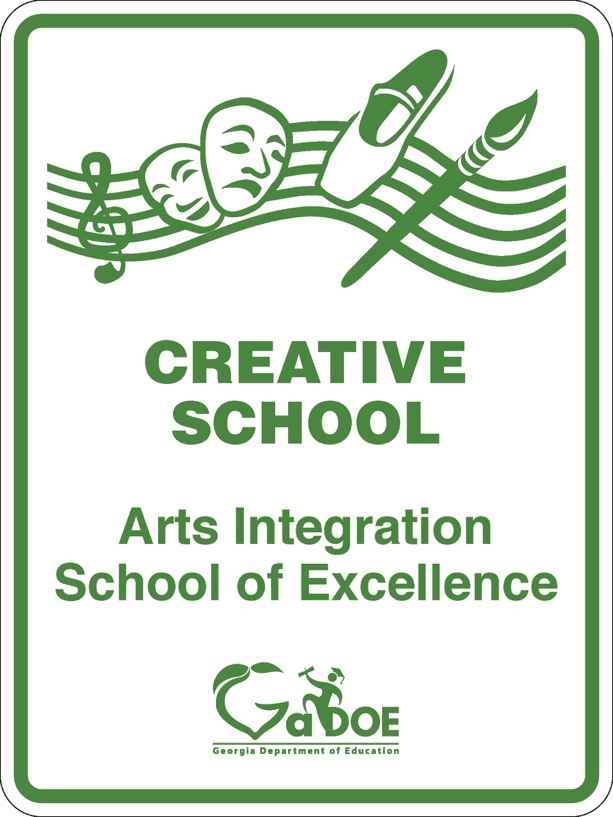 CREATIVE
SCHOOL
Arts Integration
School of Excellence
GaDOE
Georgia Department of Education